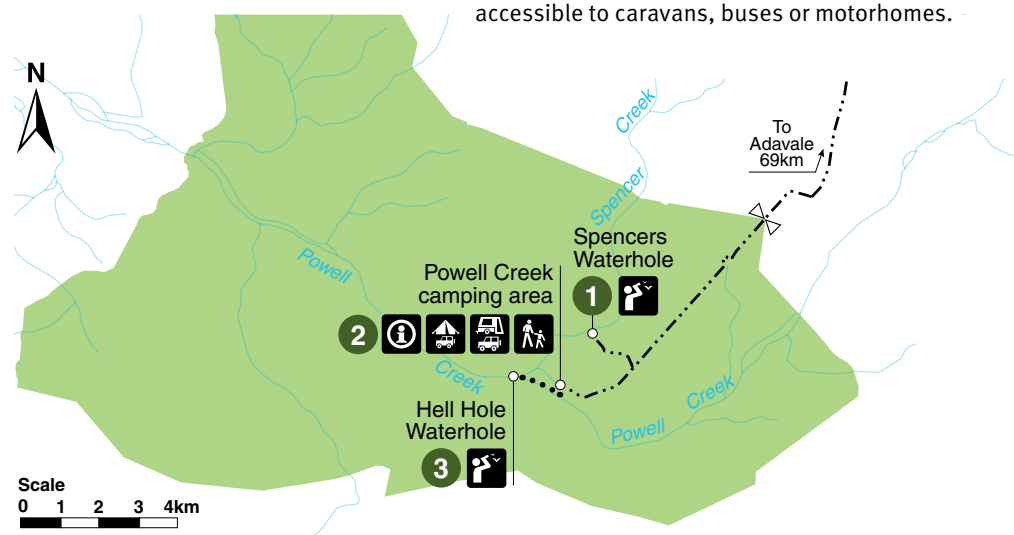 accessible to caravans, buses or motorhomes.
N
Creek
To
Adavale
69km
Spencer
Spencers
Waterhole
1
Powell
Powell Creek
camping area
2
Creek
Creek
Powell
Hell Hole
Waterhole
3
Scale
0 1 2 3 4km